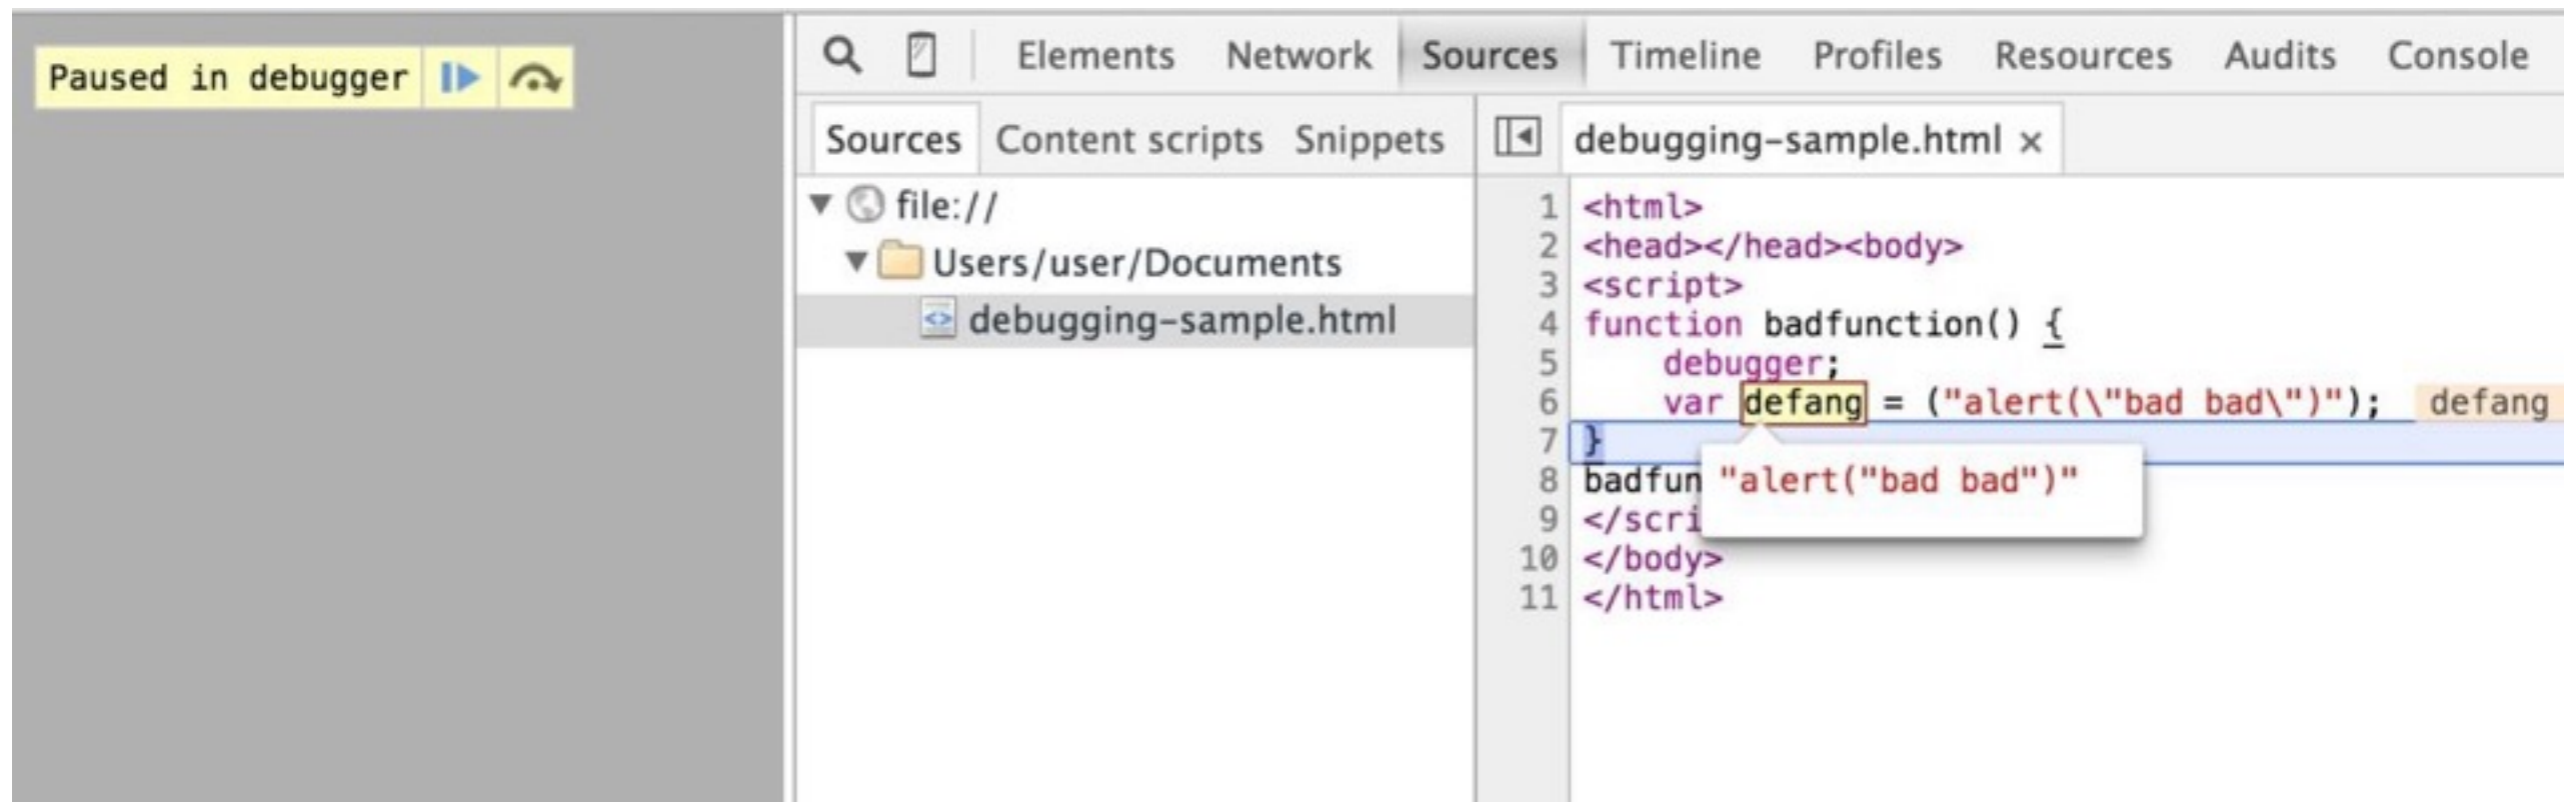 Paused in debugger
Elements Network Sources Timeline Profiles Resources Audits Console
Sources Content scripts Snippets
debugging-sample.html ×
file://
Users/user/Documents
debugging-sample.html
1 <html>
2 <head></head><body>
3 <script>
4 function badfunction() {
5 debugger;
6 var defang = ("alert(\"bad bad\")"); defang
7 }
"alert("bad bad")"
8 badfun
9 </scri
10 </body>
11 </html>